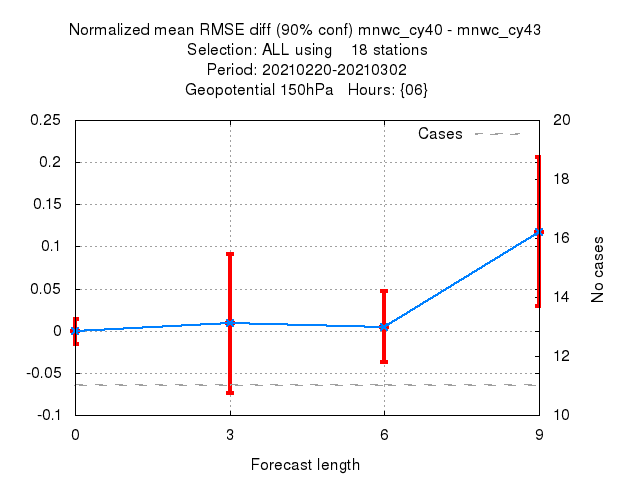 Normalized mean RMSE diff (90% conf) mnwc_cy40 - mnwc_cy43
Selection: ALL using    18 stations
Period: 20210220-20210302
Geopotential 150hPa   Hours: {06}
Cases
0.25
0.2
0.15
0.1
0.05
0
-0.05
-0.1
20
18
16
14
12
10
No cases
0
3
6
9
Forecast length